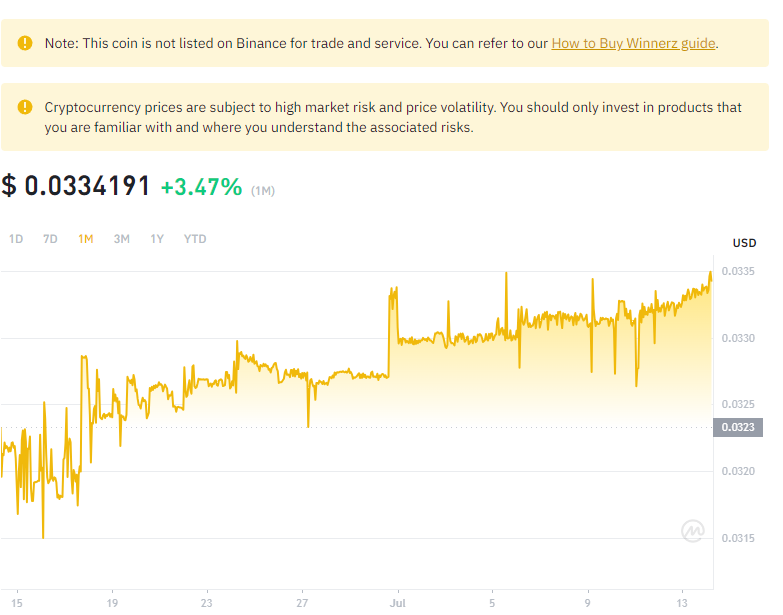 Note: This coin is not listed on Binance for trade and service. You can refer to our How to Buy Winnerz guide.
Cryptocurrency prices are subject to high market risk and price volatility. You should only invest in products that
you are familiar with and where you understand the associated risks.
$ 0.0334191 +3.47% (1M)
1D 7D 1M 3M 1Y YTD
USD
0.0335
0.0330
0.0325
0.0323
0.0320
0.0315
15 19 23 27 Jul 5 9 13